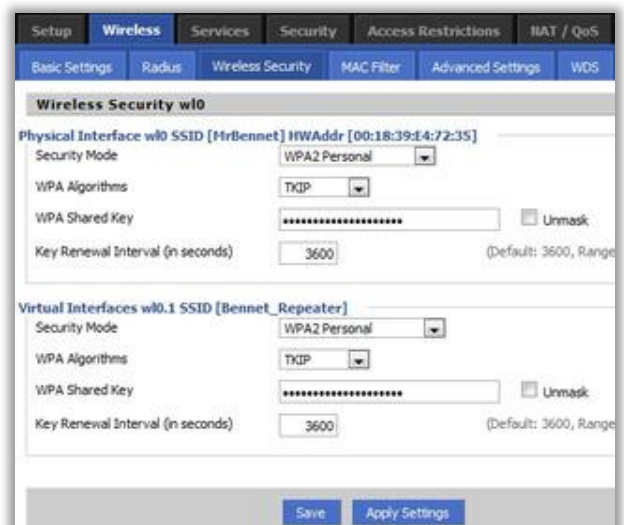 Setup Wireless Services Security Access Restrictions NAT / QoS
Basic Settings Radius Wireless Security MAC Filter Advanced Settings WDS
Wireless Security wl0
Physical Interface wl0 SSID [MrBennet] HWAddr [00:18:39:E4:72:35]
Security Mode WPA2 Personal
WPA Algorithms TKIP
WPA Shared Key •••••••••••••••••••• Unmask
Key Renewal Interval (in seconds) 3600 (Default: 3600, Range
Virtual Interfaces wl0.1 SSID [Bennet_Repeater]
Security Mode WPA2 Personal
WPA Algorithms TKIP
WPA Shared Key •••••••••••••••••••• Unmask
Key Renewal Interval (in seconds) 3600 (Default: 3600, Range
Save Apply Settings